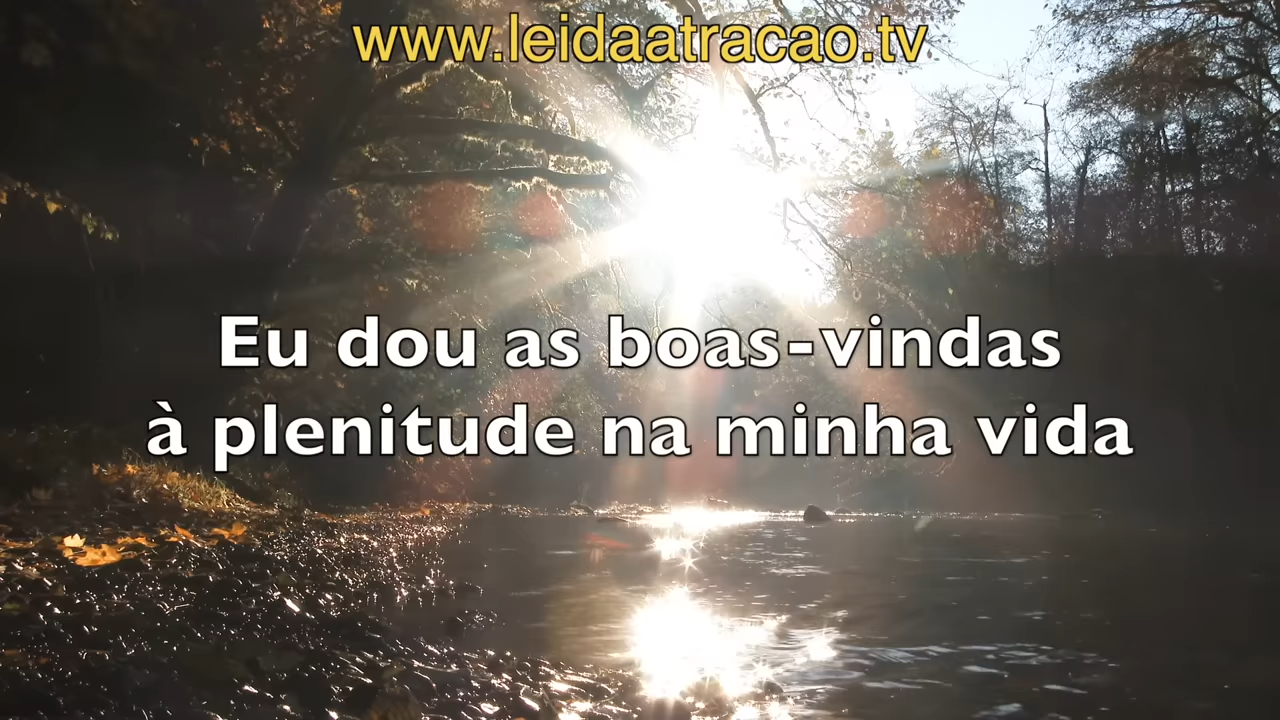 www.leidaatracao.tv
Eu dou as boas-vindas
à plenitude na minha vida